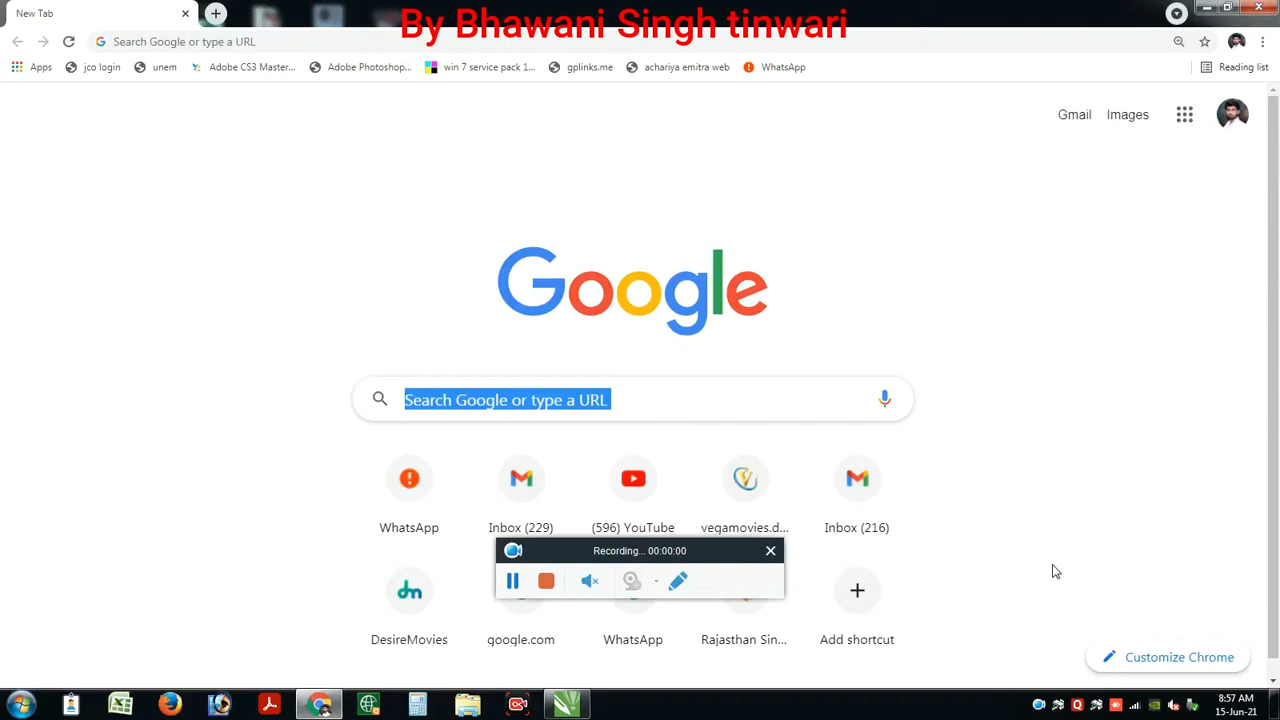 New Tab
By Bhawani Singh tinwari
Search Google or type a URL
Apps
jco login
unem
Adobe CS3 Master...
Adobe Photoshop...
win 7 service pack 1...
gplinks.me
achariya emitra web
WhatsApp
Reading list
Gmail
Images
Google
Search Google or type a URL
WhatsApp
Inbox (229)
(596) YouTube
vegamovies.d...
Inbox (216)
Recording... 00:00:00
DesireMovies
google.com
WhatsApp
Rajasthan Sin...
Add shortcut
Customize Chrome
8:57 AM
15-Jun-21